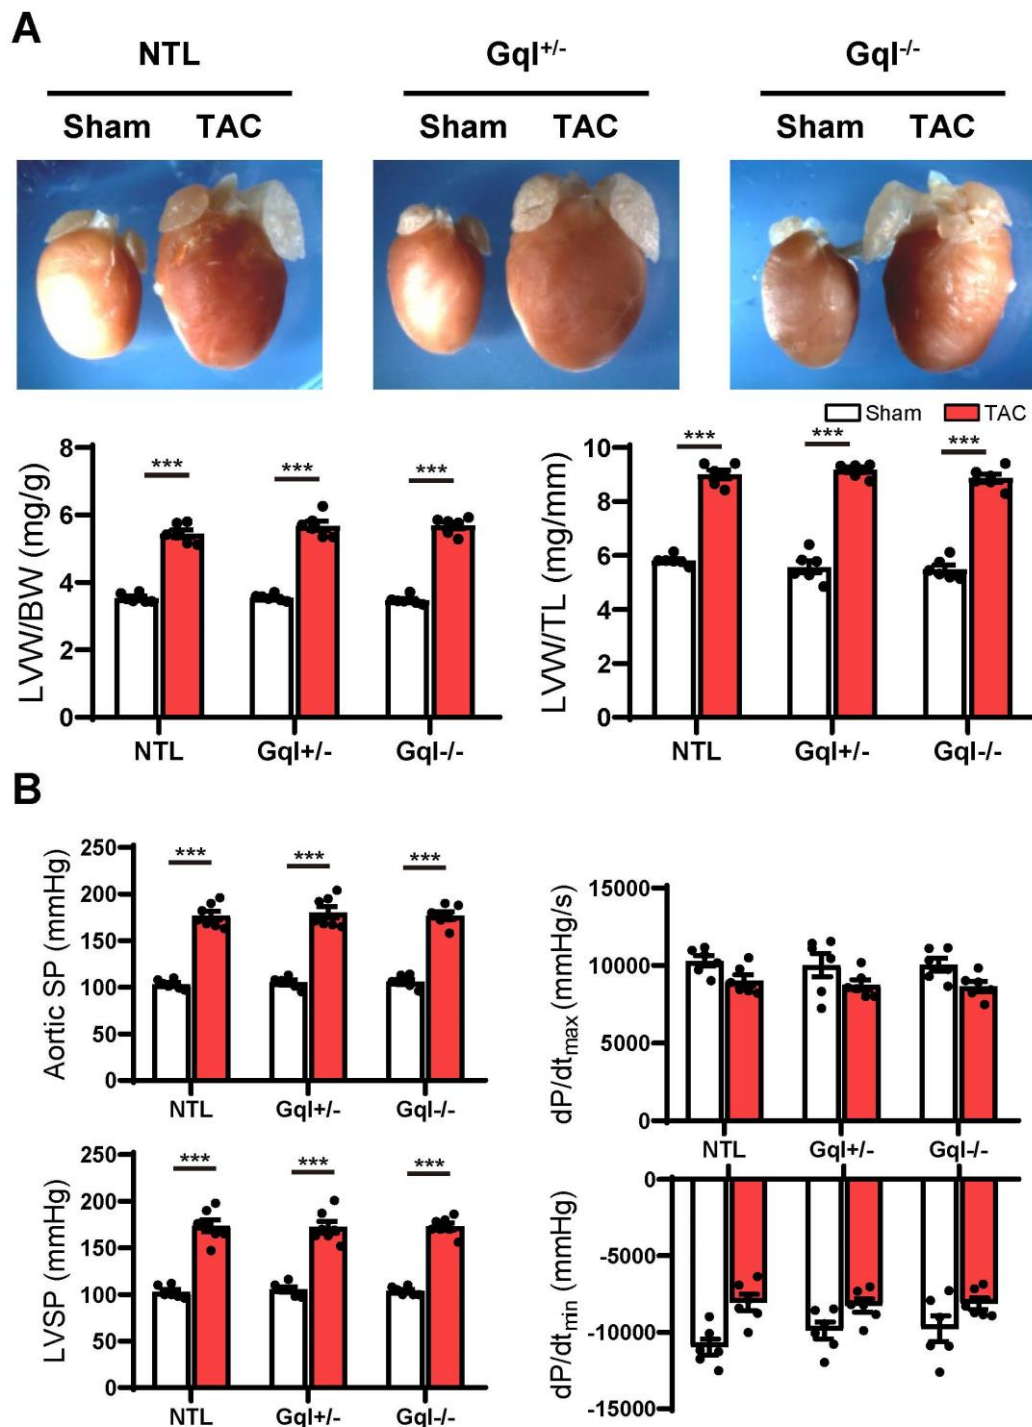 A
NTL Gql+/- Gql-/-
Sham TAC Sham TAC Sham TAC
Sham TAC
LVW/BW (mg/g)
8
6
4
2
0
*** *** ***
NTL Gql+/- Gql-/-
LVW/TL (mg/mm)
10
8
6
4
2
0
*** *** ***
NTL Gql+/- Gql-/-
B
Aortic SP (mmHg)
250
200
150
100
50
0
*** *** ***
NTL Gql+/- Gql-/-
dP/dtmax (mmHg/s)
15000
10000
5000
0
NTL Gql+/- Gql-/-
LVSP (mmHg)
250
200
150
100
50
0
*** *** ***
NTL Gql+/- Gql-/-
dP/dtmin (mmHg)
0
-5000
-10000
-15000